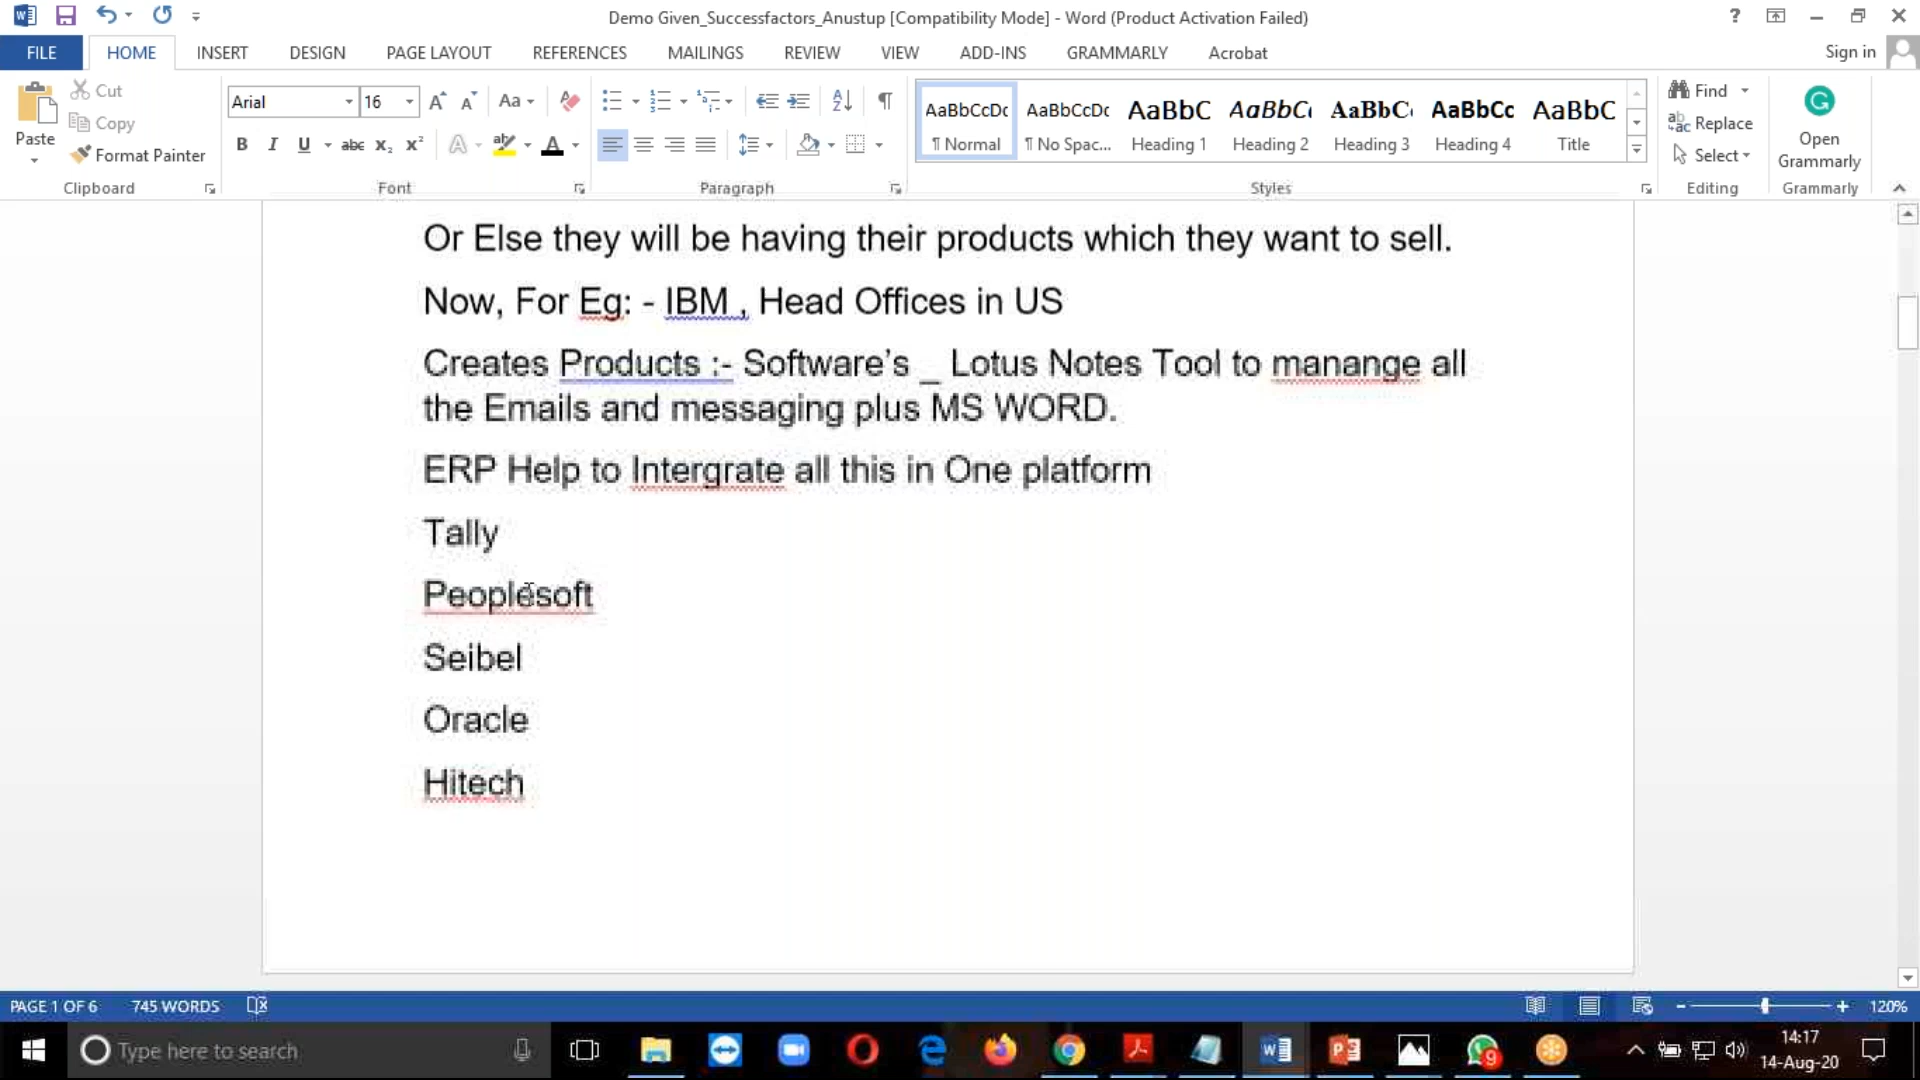 Demo Given_Successfactors_Anustup [Compatibility Mode] - Word (Product Activation Failed)
FILE HOME INSERT DESIGN PAGE LAYOUT REFERENCES MAILINGS REVIEW VIEW ADD-INS GRAMMARLY Acrobat Sign in
Paste
Cut
Copy
Format Painter
Clipboard
Arial 16
Font
Paragraph
AaBbCcDc AaBbCcDc AaBbC AaBbC AaBbC AaBbCc AaBbC
¶ Normal ¶ No Spac... Heading 1 Heading 2 Heading 3 Heading 4 Title
Styles
Find
Replace
Select
Editing
Open
Grammarly
Grammarly
Or Else they will be having their products which they want to sell.
Now, For Eg: - IBM , Head Offices in US
Creates Products :- Software's _ Lotus Notes Tool to manange all
the Emails and messaging plus MS WORD.
ERP Help to Intergrate all this in One platform
Tally
Peoplesoft
Seibel
Oracle
Hitech
PAGE 1 OF 6 745 WORDS 120%
Type here to search
9
14:17
14-Aug-20